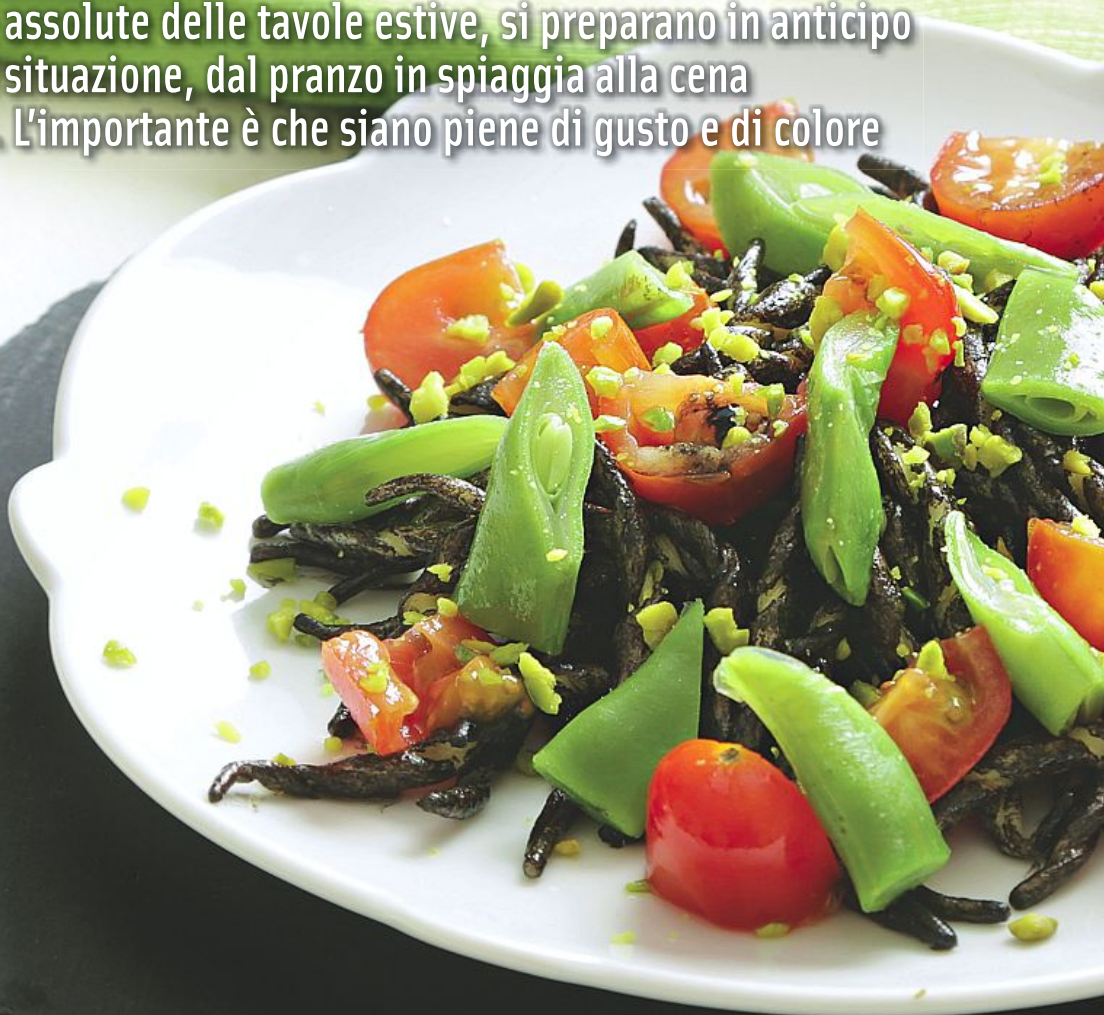 assolute delle tavole estive, si preparano in anticipo
situazione, dal pranzo in spiaggia alla cena
. L'importante è che siano piene di gusto e di colore